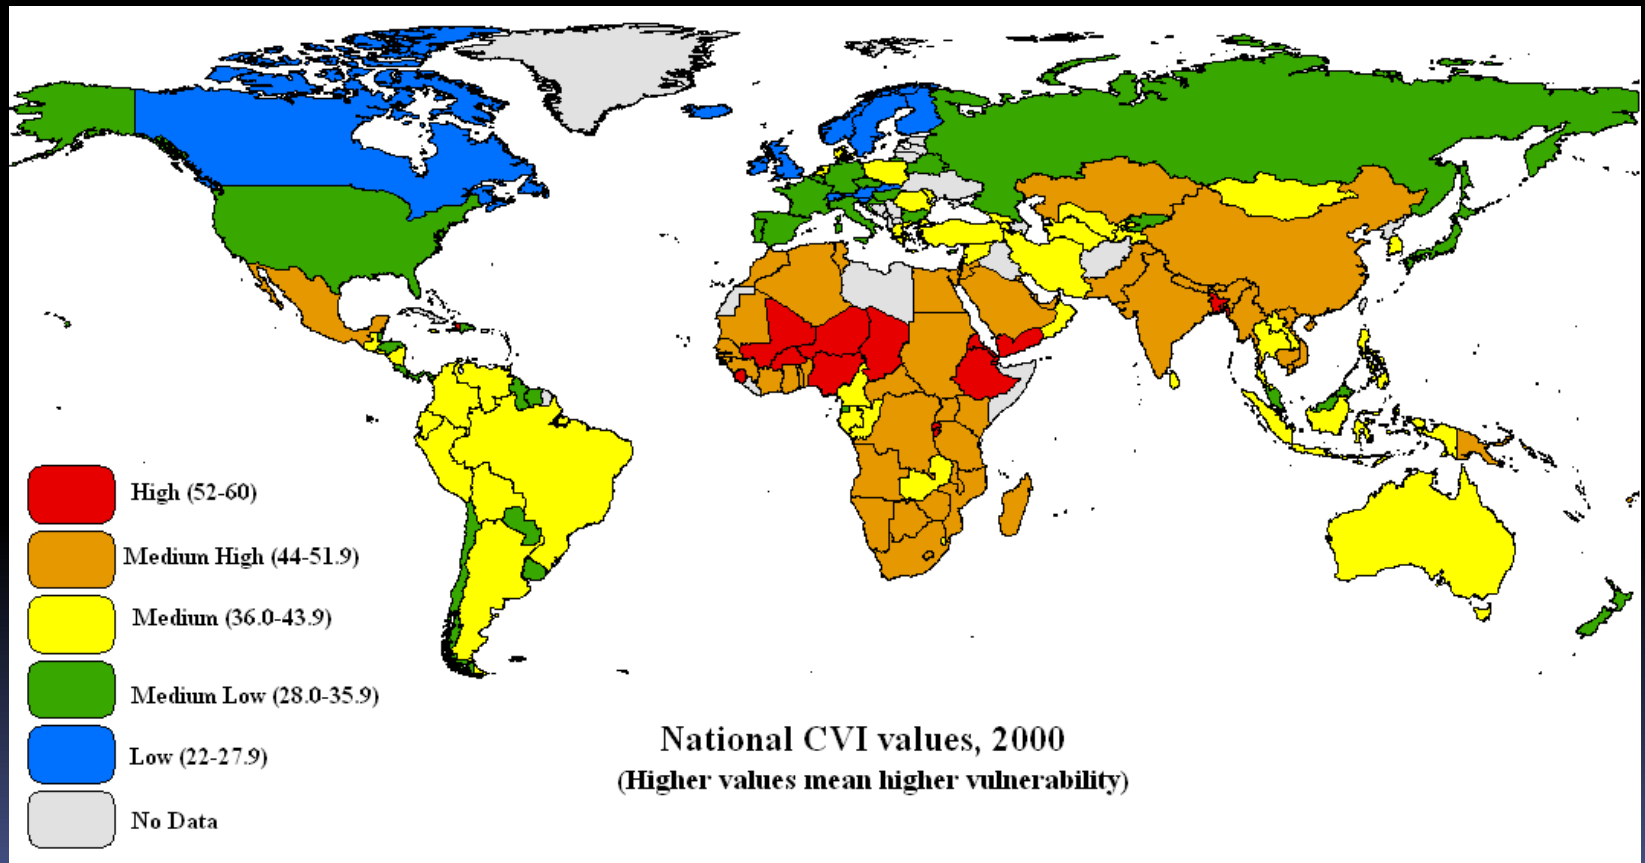 High (52-60)
Medium High (44-51.9)
Medium (36.0-43.9)
Medium Low (28.0-35.9)
Low (22-27.9)
No Data
National CVI values, 2000
(Higher values mean higher vulnerability)